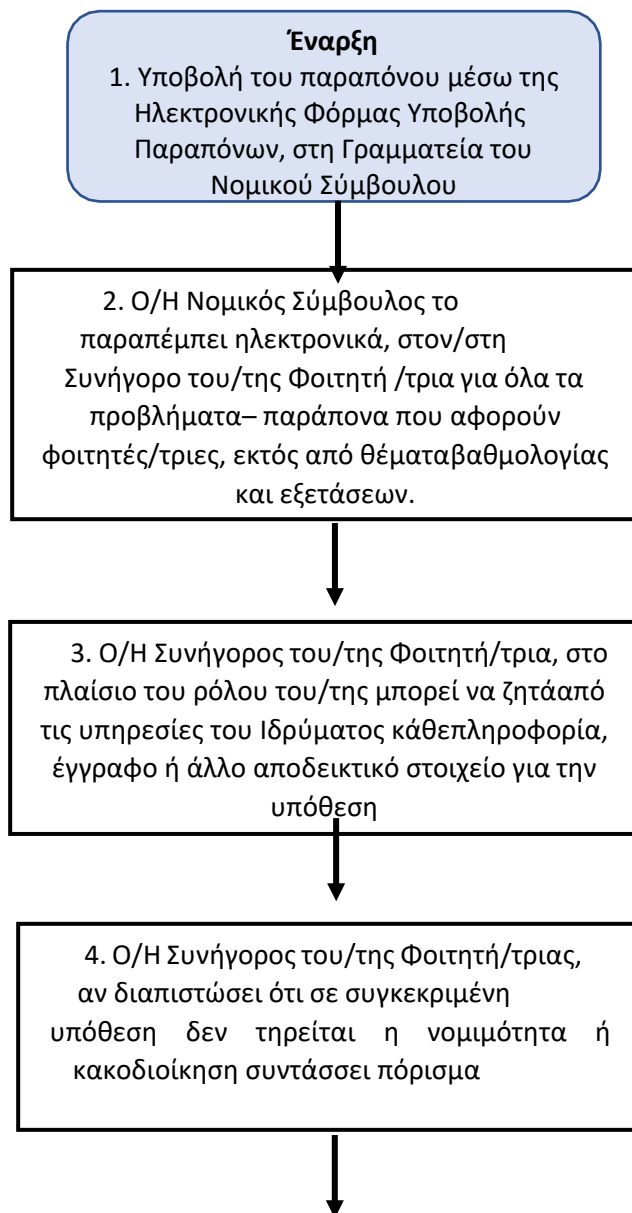 Έναρξη
1. Υποβολή του παραπόνου μέσω της
Ηλεκτρονικής Φόρμας Υποβολής
Παραπόνων, στη Γραμματεία του
Νομικού Σύμβουλου
2. Ο/Η Νομικός Σύμβουλος το
παραπέμπει ηλεκτρονικά, στον/στη
Συνήγορο του/της Φοιτητή /τρια για όλα τα
προβλήματα– παράπονα που αφορούν
φοιτητές/τριες, εκτός από θέματαβαθμολογίας
και εξετάσεων.
3. Ο/Η Συνήγορος του/της Φοιτητή/τρια, στο
πλαίσιο του ρόλου του/της μπορεί να ζητάαπό
τις υπηρεσίες του Ιδρύματος κάθεπληροφορία,
έγγραφο ή άλλο αποδεικτικό στοιχείο για την
υπόθεση
4. Ο/Η Συνήγορος του/της Φοιτητή/τριας,
αν διαπιστώσει ότι σε συγκεκριμένη
υπόθεση δεν τηρείται η νομιμότητα ή
κακοδιοίκηση συντάσσει πόρισμα